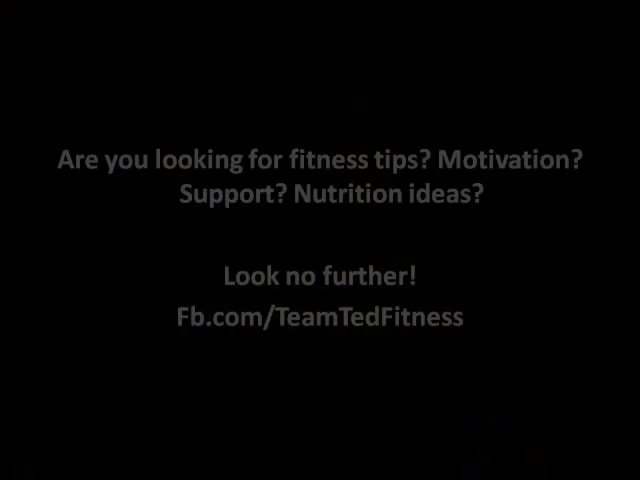 Are you looking for fitness tips? Motivation?
Support? Nutrition ideas?
Look no further!
Fb.com/TeamTedFitness